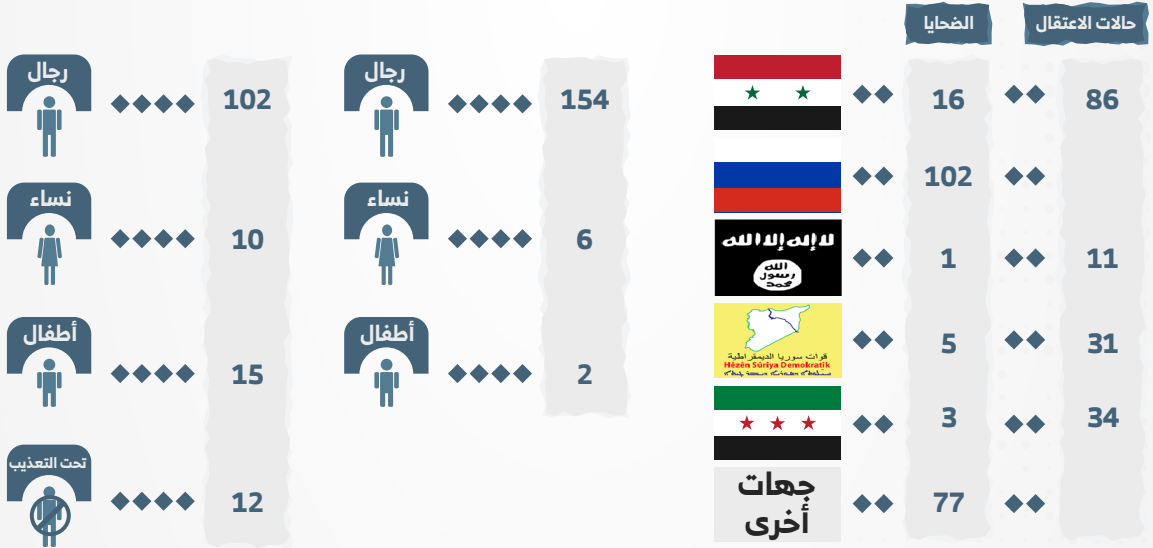 حالات الاعتقال
الضحايا
86
16
102
11
1
لا إله إلا الله
الله
رسول
محمد
31
5
قوات سوريا الديمقراطية
Hêzên Sûriya Demokratîk
34
3
77
جهات
أخرى
رجال
154
نساء
6
أطفال
2
رجال
102
نساء
10
أطفال
15
تحت التعذيب
12